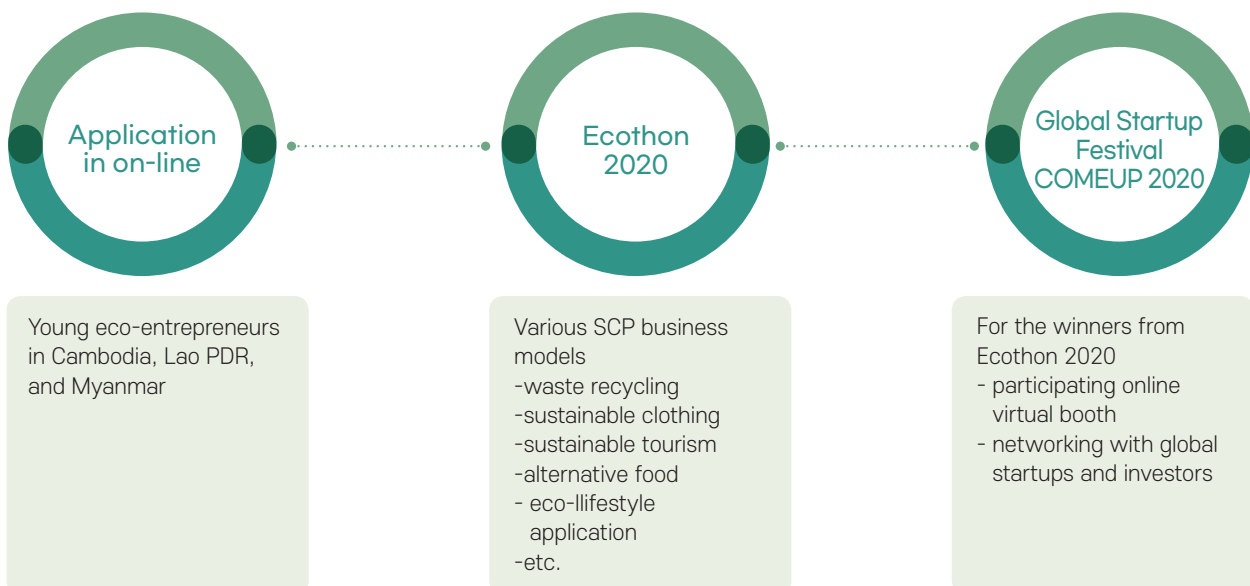 Application
in on-line
Ecothon
2020
Global Startup
Festival
COMEUP 2020
Young eco-entrepreneurs
in Cambodia, Lao PDR,
and Myanmar
Various SCP business
models
-waste recycling
-sustainable clothing
-sustainable tourism
-alternative food
- eco-llifestyle
application
-etc.
For the winners from
Ecothon 2020
- participating online
virtual booth
- networking with global
startups and investors